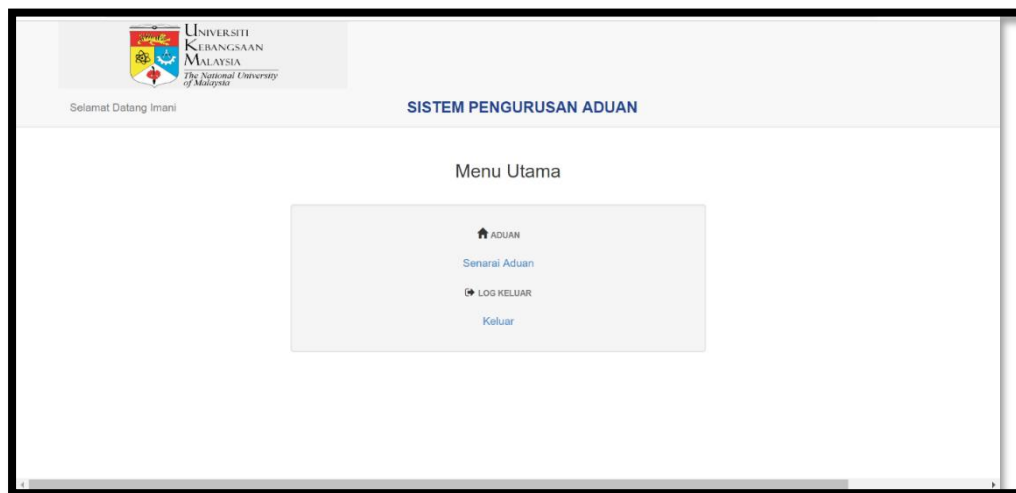 UNIVERSITI
KEBANGSAAN
MALAYSIA
The National University
of Malaysia
Selamat Datang Imani
SISTEM PENGURUSAN ADUAN
Menu Utama
ADUAN
Senarai Aduan
LOG KELUAR
Keluar